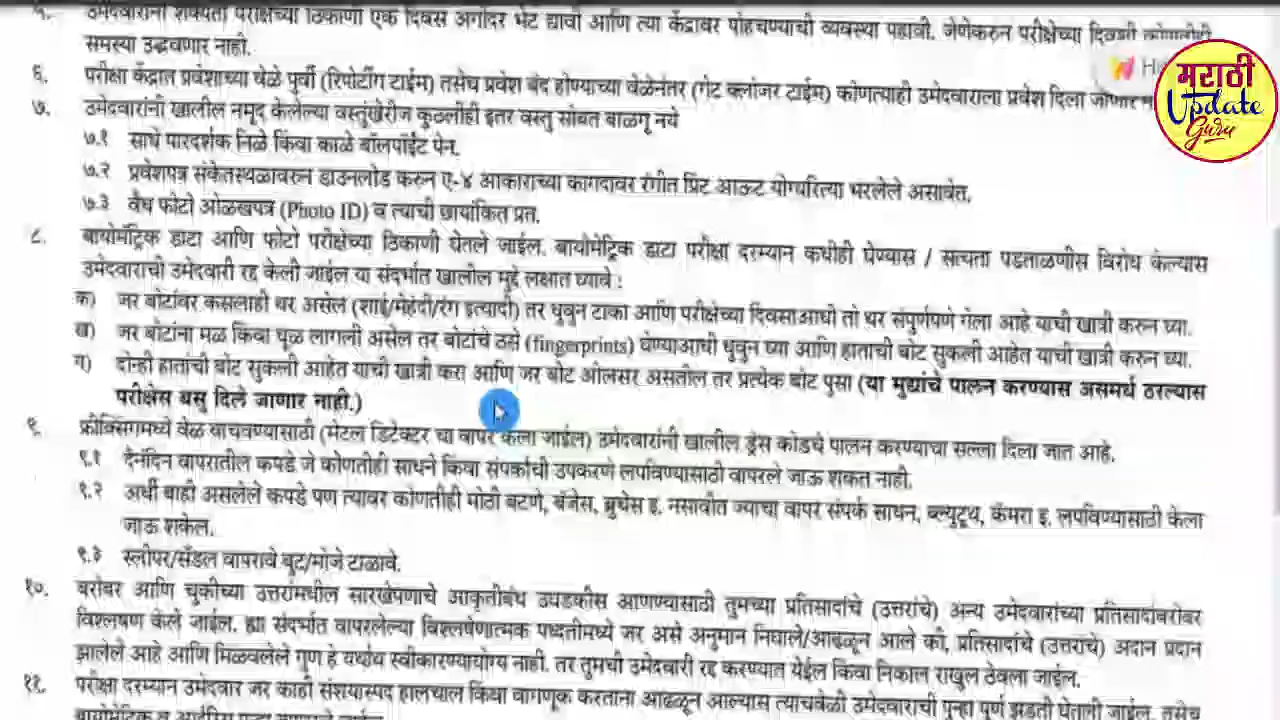 ५. उमेदवारांनी शक्यतो परीक्षेच्या ठिकाणी एक दिवस अगोदर भेट द्यावी आणि त्या केंद्रावर पोहचण्याची व्यवस्था पहावी. जेणेकरुन परीक्षेच्या दिवशी कोणतीही
समस्या उद्भवणार नाही.
६. परीक्षा केंद्रात प्रवेशाच्या वेळे पुर्वी (रिपोर्टींग टाईम) तसेच प्रवेश बंद होण्याच्या वेळेनंतर (गेट क्लोजर टाईम) कोणत्याही उमेदवाराला प्रवेश दिला जाणार
७. उमेदवारांनी खालील नमूद केलेल्या वस्तुंखेरीज कुठलीही इतर वस्तु सोबत बाळगू नये
७.१ साधे पारदर्शक निळे किंवा काळे बॉलपॉईंट पेन.
७.२ प्रवेशपत्र संकेतस्थळावरुन डाउनलोड करुन ए-४ आकाराच्या कागदावर रंगीत प्रिंट आऊट योग्यरित्या भरलेले असावेत.
७.३ वैध फोटो ओळखपत्र (Photo ID) व त्याची छायांकित प्रत.
८. बायोमॅट्रिक डाटा आणि फोटो परीक्षेच्या ठिकाणी घेतले जाईल. बायोमेट्रिक डाटा परीक्षा दरम्यान कधीही घेण्यास / सत्यता पडताळणीस विरोध केल्यास
उमेदवाराची उमेदवारी रद्द केली जाईल या संदर्भात खालील मुद्दे लक्षात घ्यावे :
क) जर बोटांवर कसलाही थर असेल (शाई/मेहंदी/रंग इत्यादी) तर धुवुन टाका आणि परीक्षेच्या दिवसाआधी तो थर संपुर्णपणे गेला आहे याची खात्री करुन घ्या.
ख) जर बोटांना मळ किंवा धूळ लागली असेल तर बोटांचे ठसे (fingerprints) घेण्याआधी धुवुन घ्या आणि हाताची बोट सुकली आहेत याची खात्री करुन घ्या.
ग) दोन्ही हातांची बोट सुकली आहेत याची खात्री करा आणि जर बोट ओलसर असतील तर प्रत्येक बोट पुसा (या मुद्यांचे पालन करण्यास असमर्थ ठरल्यास
परीक्षेस बसु दिले जाणार नाही.)
९ फ्रीक्सिंगमध्ये वेळ वाचवण्यासाठी (मेटल डिटेक्टर चा वापर केला जाईल) उमेदवारांनी खालील ड्रेस कोडचे पालन करण्याचा सल्ला दिला जात आहे.
९.१ दैनंदिन वापरातील कपडे जे कोणतीही साधने किंवा संपर्काची उपकरणे लपविण्यासाठी वापरले जाऊ शकत नाही.
९.२ अर्धी बाही असलेले कपडे पण त्यावर कोणतीही मोठी बटणे, बॅजेस, ब्रुचेस इ. नसावीत ज्याचा वापर संपर्क साधन, ब्ल्युटूथ, कॅमरा इ. लपविण्यासाठी केला
जाऊ शकेल.
९.३ स्लीपर/सँडल वापरावे बूट/मोजे टाळावे.
१०. बरोबर आणि चुकीच्या उत्तरांमधील सारखेपणाचे आकृतीबंध उघडकीस आणण्यासाठी तुमच्या प्रतिसादांचे (उत्तरांचे) अन्य उमेदवारांच्या प्रतिसादांबरोबर
विश्लेषण केले जाईल. ह्या संदर्भात वापरलेल्या विश्लेषणात्मक पध्दतीमध्ये जर असे अनुमान निघाले/आढळून आले की, प्रतिसादांचे (उत्तराचे) अदान प्रदान
झालेले आहे आणि मिळवलेले गुण हे यथार्थ स्वीकारण्यायोग्य नाही. तर तुमची उमेदवारी रद्द करण्यात येईल किंवा निकाल राखुल ठेवला जाईल.
११. परीक्षा दरम्यान उमेदवार जर काही संशयास्पद हालचाल किंवा वागणूक करताना आढळून आल्यास त्याचवेळी उमेदवाराची पुन्हा पूर्ण झडती घेतली जाईल. तसेच
मराठी
Update
Guru